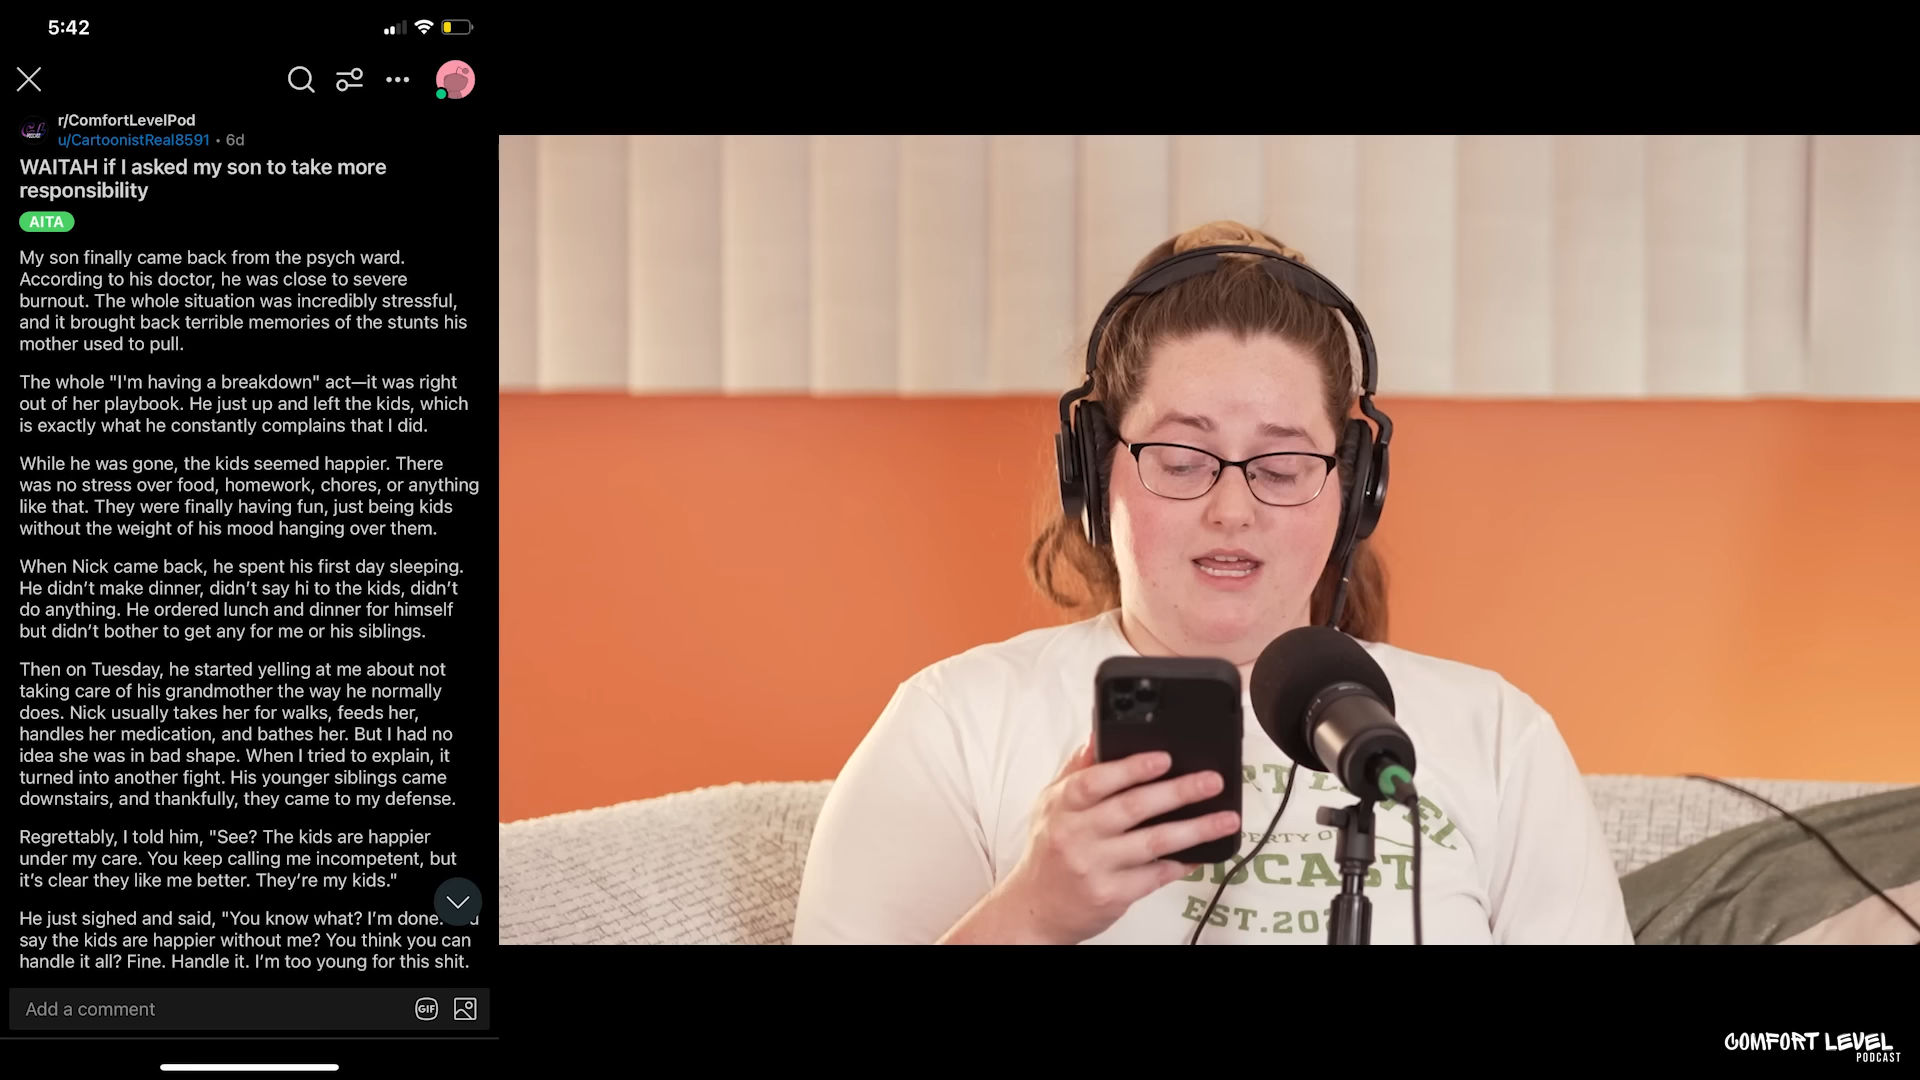 5:42
r/ComfortLevelPod
u/CartoonistReal8591 • 6d
WAITAH if I asked my son to take more
responsibility
AITA
My son finally came back from the psych ward.
According to his doctor, he was close to severe
burnout. The whole situation was incredibly stressful,
and it brought back terrible memories of the stunts his
mother used to pull.
The whole "I'm having a breakdown" act—it was right
out of her playbook. He just up and left the kids, which
is exactly what he constantly complains that I did.
While he was gone, the kids seemed happier. There
was no stress over food, homework, chores, or anything
like that. They were finally having fun, just being kids
without the weight of his mood hanging over them.
When Nick came back, he spent his first day sleeping.
He didn’t make dinner, didn’t say hi to the kids, didn’t
do anything. He ordered lunch and dinner for himself
but didn’t bother to get any for me or his siblings.
Then on Tuesday, he started yelling at me about not
taking care of his grandmother the way he normally
does. Nick usually takes her for walks, feeds her,
handles her medication, and bathes her. But I had no
idea she was in bad shape. When I tried to explain, it
turned into another fight. His younger siblings came
downstairs, and thankfully, they came to my defense.
Regrettably, I told him, "See? The kids are happier
under my care. You keep calling me incompetent, but
it’s clear they like me better. They’re my kids."
He just sighed and said, "You know what? I’m done.
say the kids are happier without me? You think you can
handle it all? Fine. Handle it. I’m too young for this shit.
Add a comment
GIF
EST.20
COMFORT LEVEL
PODCAST